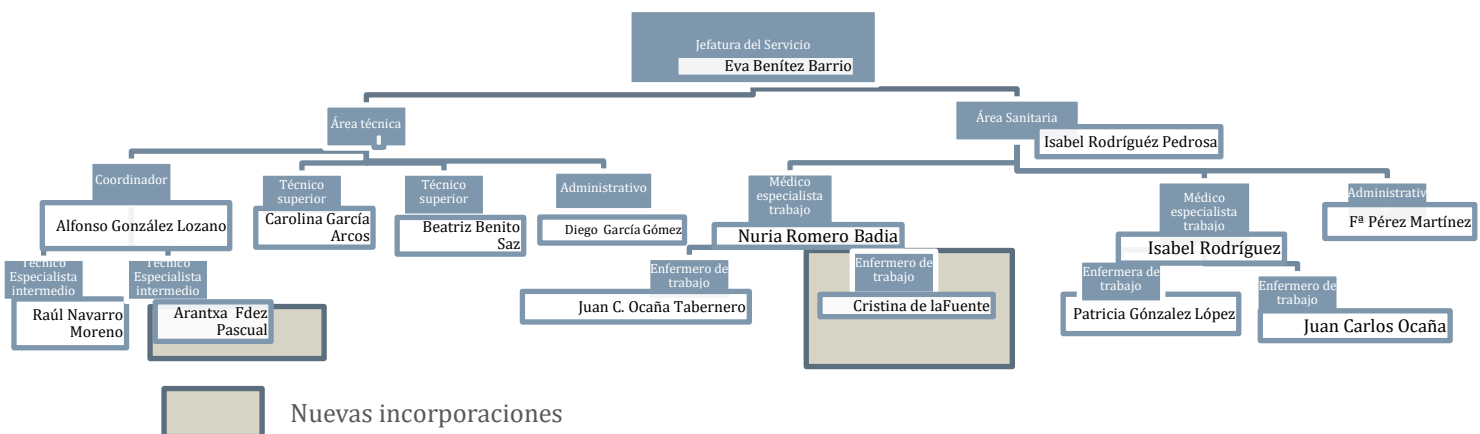 Jefatura del Servicio
Eva Benítez Barrio
Área técnica
Área Sanitaria
Isabel Rodríguéz Pedrosa
Coordinador
Alfonso González Lozano
Técnico
superior
Carolina García
Arcos
Técnico
superior
Beatriz Benito
Saz
Administrativo
Diego García Gómez
Médico
especialista
trabajo
Nuria Romero Badia
Médico
especialista
trabajo
Isabel Rodríguez
Administrativ
Fª Pérez Martínez
Técnico
Especialista
intermedio
Raúl Navarro
Moreno
Técnico
Especialista
intermedio
Arantxa Fdez
Pascual
Enfermero de
trabajo
Juan C. Ocaña Tabernero
Enfermero de
trabajo
Cristina de laFuente
Enfermera de
trabajo
Patricia Gónzalez López
Enfermero de
trabajo
Juan Carlos Ocaña
Nuevas incorporaciones